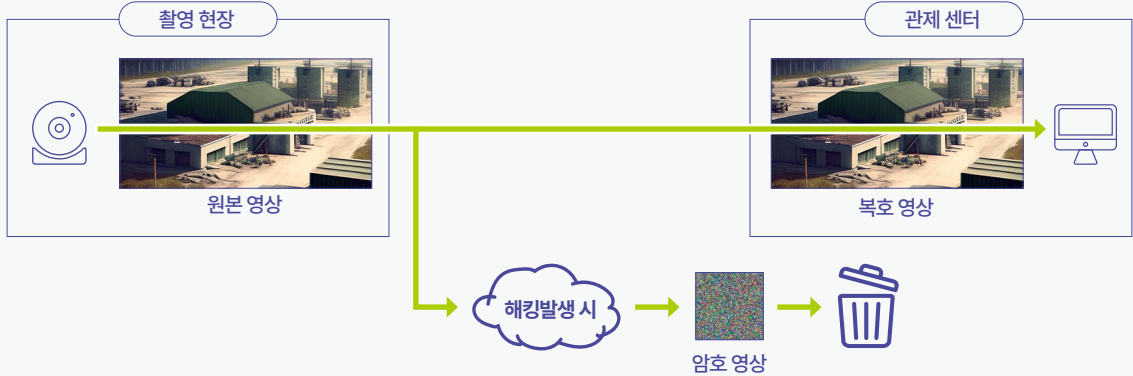 촬영 현장
관제 센터
원본 영상
복호 영상
해킹발생 시
암호 영상